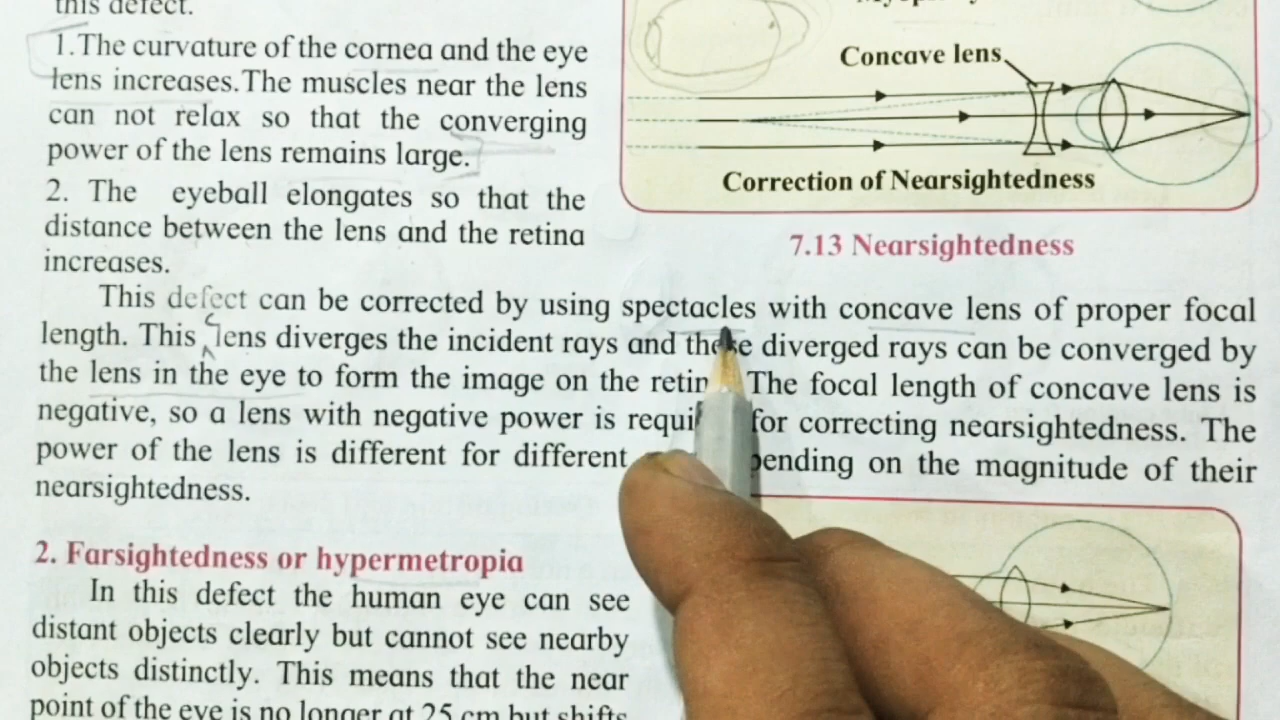 this defect.
1.The curvature of the cornea and the eye
lens increases.The muscles near the lens
can not relax so that the converging
power of the lens remains large.
2. The eyeball elongates so that the
distance between the lens and the retina
increases.
Concave lens
Correction of Nearsightedness
7.13 Nearsightedness
This defect can be corrected by using spectacles with concave lens of proper focal
length. This lens diverges the incident rays and these diverged rays can be converged by
the lens in the eye to form the image on the The focal length of concave lens is
negative, so a lens with negative power is for correcting nearsightedness. The
power of the lens is different for different on the magnitude of their
nearsightedness.
2. Farsightedness or hypermetropia
In this defect the human eye can see
distant objects clearly but cannot see nearby
objects distinctly. This means that the near
point of the eye is no longer at 25 cm but shifts